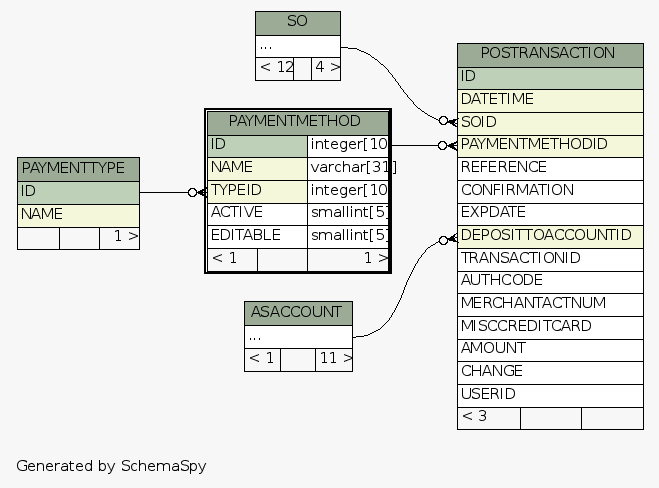 SO
...
< 12 4 >
POSTRANSACTION
ID
DATETIME
SOID
PAYMENTMETHODID
REFERENCE
CONFIRMATION
EXPDATE
DEPOSITTOACCOUNTID
TRANSACTIONID
AUTHCODE
MERCHANTACTNUM
MISCCREDITCARD
AMOUNT
CHANGE
USERID
< 3
PAYMENTMETHOD
ID integer[10
NAME varchar[31]
TYPEID integer[10
ACTIVE smallint[5]
EDITABLE smallint[5]
< 1 1 >
PAYMENTTYPE
ID
NAME
1 >
ASACCOUNT
...
< 1 11 >
Generated by SchemaSpy